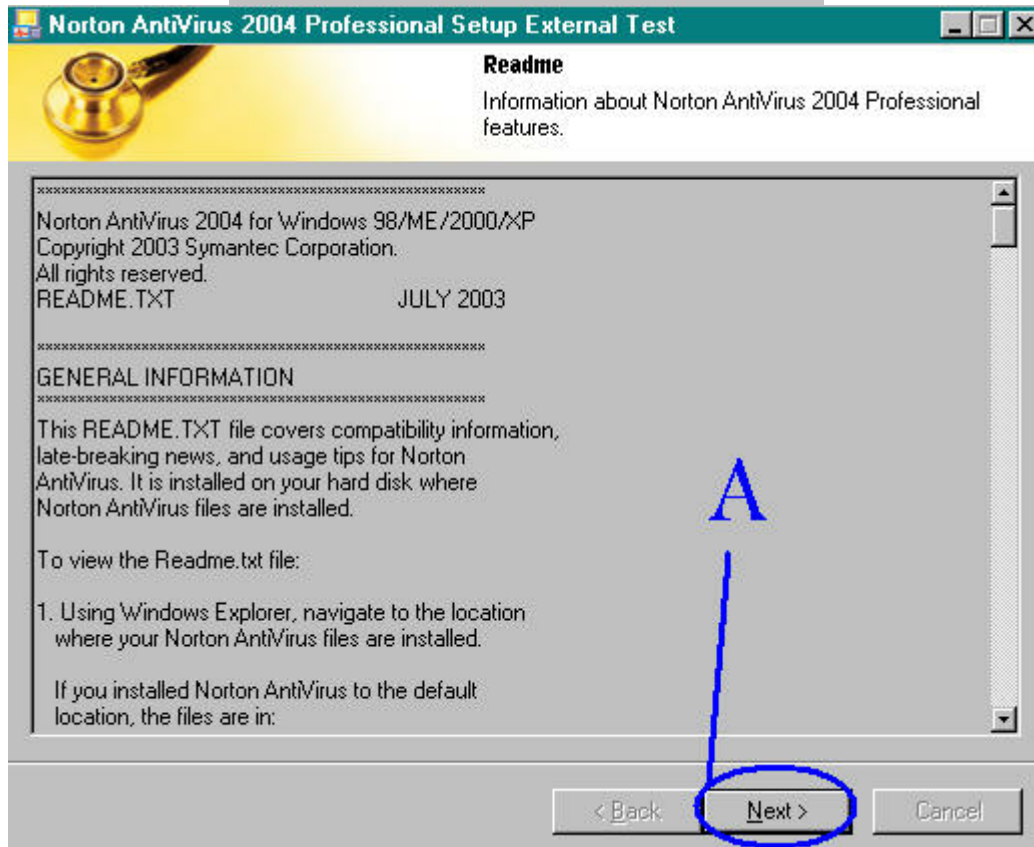 Norton AntiVirus 2004 Professional Setup External Test
Readme
Information about Norton AntiVirus 2004 Professional
features.
********************************************************
Norton AntiVirus 2004 for Windows 98/ME/2000/XP
Copyright 2003 Symantec Corporation.
All rights reserved.
README.TXT JULY 2003
********************************************************
GENERAL INFORMATION
********************************************************
This README.TXT file covers compatibility information,
late-breaking news, and usage tips for Norton
AntiVirus. It is installed on your hard disk where
Norton AntiVirus files are installed.
To view the Readme.txt file:
1. Using Windows Explorer, navigate to the location
where your Norton AntiVirus files are installed.
If you installed Norton AntiVirus to the default
location, the files are in:
A
< Back
Next >
Cancel